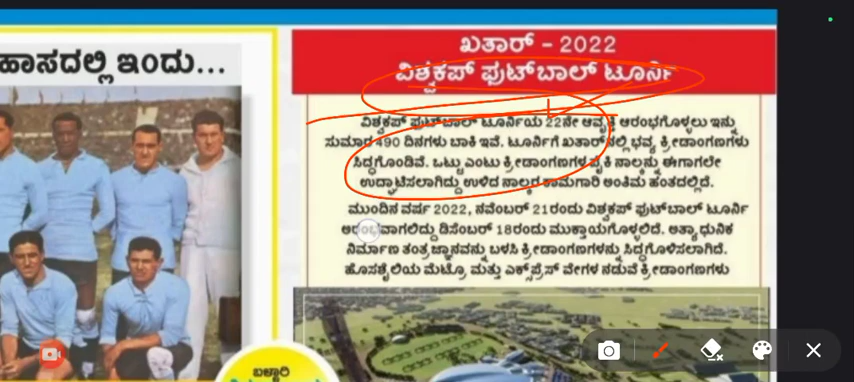 ಹಾಸದಲ್ಲಿ ಇಂದು...
ಖತಾರ್ - 2022
ವಿಶ್ವಕಪ್ ಫುಟ್‌ಬಾಲ್ ಟೂರ್ನಿ
ವಿಶ್ವಕಪ್ ಫುಟ್‌ಬಾಲ್ ಟೂರ್ನಿಯ 22ನೇ ಆವೃತ್ತಿ ಆರಂಭಗೊಳ್ಳಲು ಇನ್ನು
ಸುಮಾರು 490 ದಿನಗಳು ಬಾಕಿ ಇವೆ. ಟೂರ್ನಿಗೆ ಖತಾರ್‌ನಲ್ಲಿ ಭವ್ಯ ಕ್ರೀಡಾಂಗಣಗಳು
ಸಿದ್ಧಗೊಂಡಿವೆ. ಒಟ್ಟು ಎಂಟು ಕ್ರೀಡಾಂಗಣಗಳ ಪೈಕಿ ನಾಲ್ಕನ್ನು ಈಗಾಗಲೇ
ಉದ್ಘಾಟಿಸಲಾಗಿದ್ದು ಉಳಿದ ನಾಲ್ಕರ ಕಾಮಗಾರಿ ಅಂತಿಮ ಹಂತದಲ್ಲಿದೆ.
ಮುಂದಿನ ವರ್ಷ 2022, ನವೆಂಬರ್ 21ರಂದು ವಿಶ್ವಕಪ್ ಫುಟ್‌ಬಾಲ್ ಟೂರ್ನಿ
ಆರಂಭವಾಗಲಿದ್ದು ಡಿಸೆಂಬರ್ 18ರಂದು ಮುಕ್ತಾಯಗೊಳ್ಳಲಿದೆ. ಅತ್ಯಾಧುನಿಕ
ನಿರ್ಮಾಣ ತಂತ್ರಜ್ಞಾನವನ್ನು ಬಳಸಿ ಕ್ರೀಡಾಂಗಣಗಳನ್ನು ಸಿದ್ಧಗೊಳಿಸಲಾಗಿದೆ.
ಹೊಸಶೈಲಿಯ ಮೆಟ್ರೊ ಮತ್ತು ಎಕ್ಸ್‌ಪ್ರೆಸ್ ವೇಗಳ ನಡುವೆ ಕ್ರೀಡಾಂಗಣಗಳು
ಬಳ್ಳಾರಿ